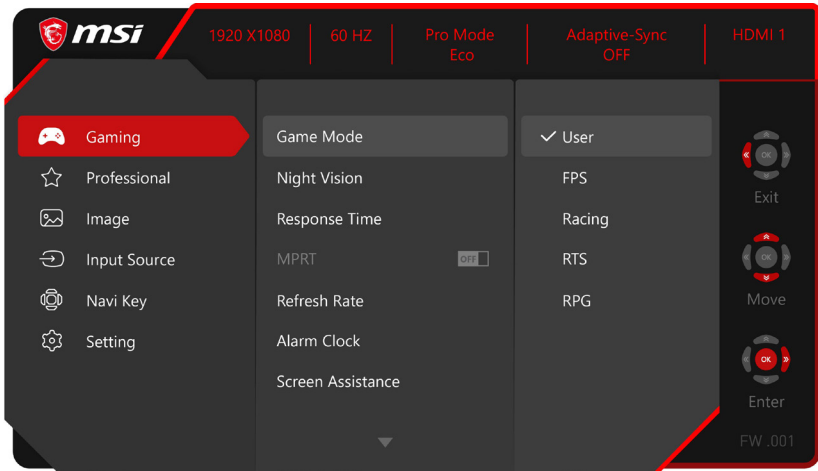 msi
1920 X1080
60 HZ
Pro Mode
Eco
Adaptive-Sync
OFF
HDMI 1
Gaming
Professional
Image
Input Source
Navi Key
Setting
Game Mode
Night Vision
Response Time
MPRT
OFF
Refresh Rate
Alarm Clock
Screen Assistance
User
FPS
Racing
RTS
RPG
OK
Exit
OK
Move
OK
Enter
FW .001